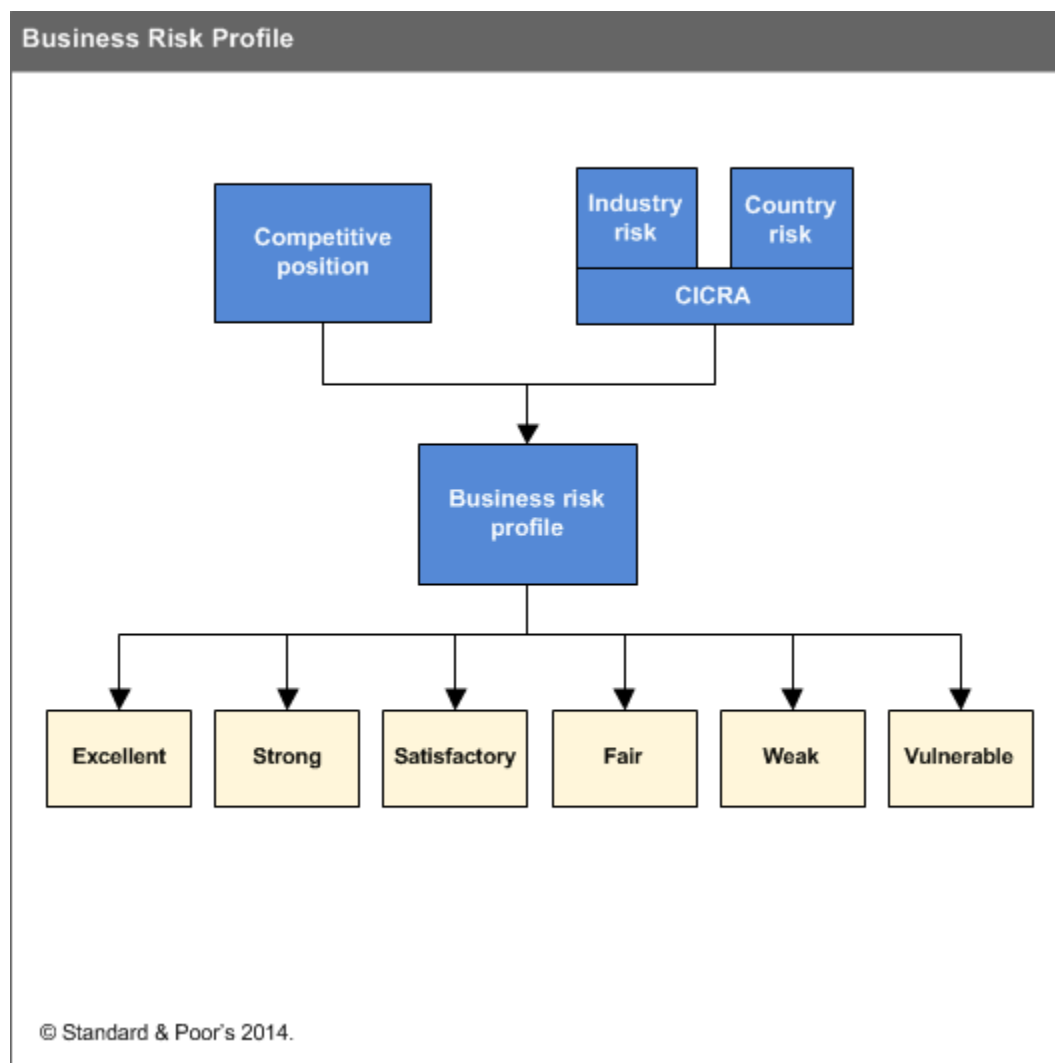 Business Risk Profile
Competitive
position
Industry
risk
Country
risk
CICRA
Business risk
profile
Excellent
Strong
Satisfactory
Fair
Weak
Vulnerable
© Standard & Poor's 2014.